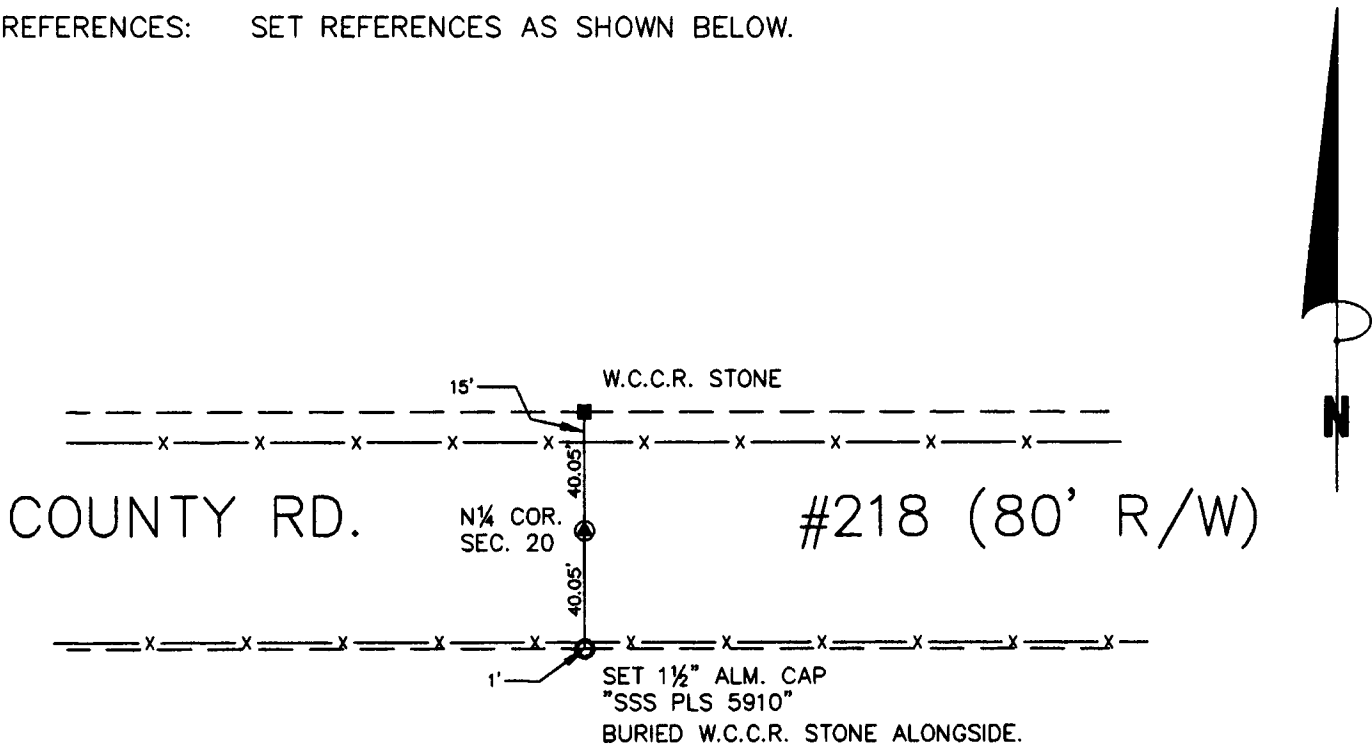 REFERENCES: SET REFERENCES AS SHOWN BELOW.
15'
W.C.C.R. STONE
40.05'
COUNTY RD.
N¼ COR.
SEC. 20
#218 (80' R/W)
N
40.05'
1'
SET 1½" ALM. CAP
"SSS PLS 5910"
BURIED W.C.C.R. STONE ALONGSIDE.